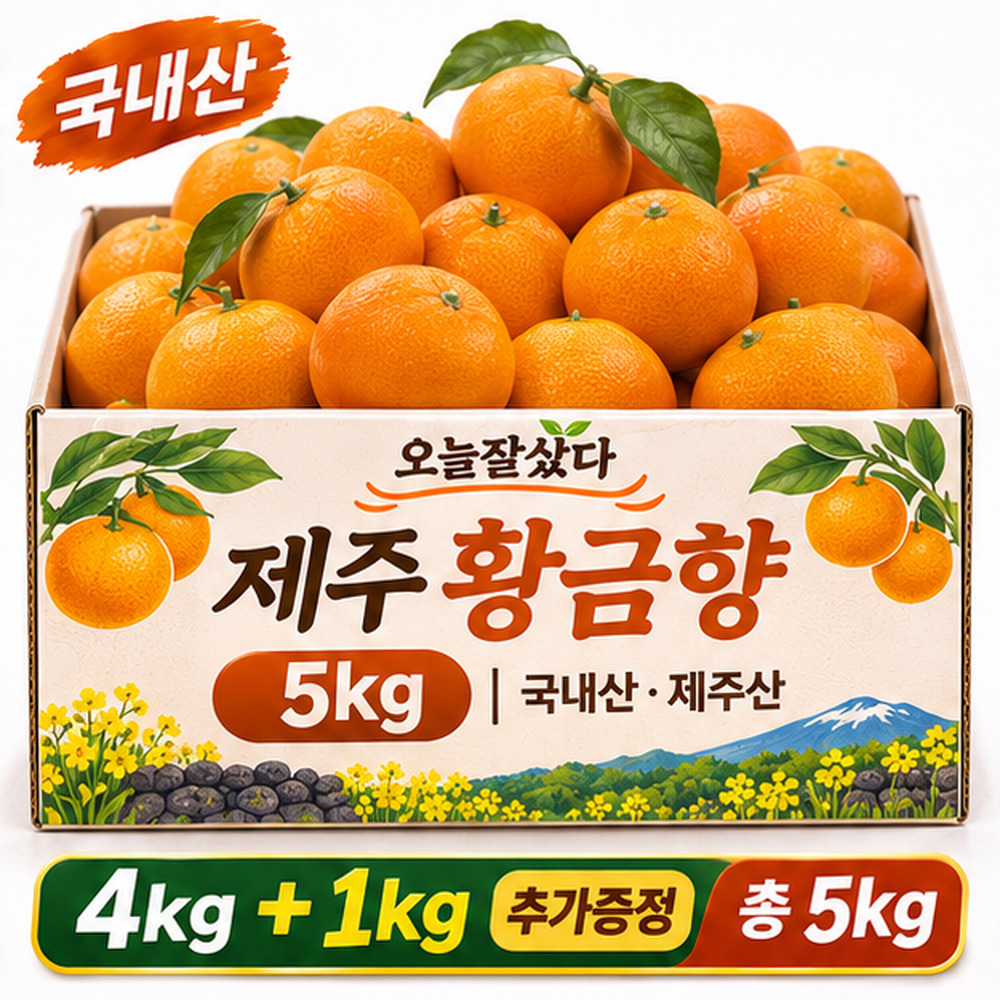 국내산
오늘잘샀다
제주 황금향
5kg | 국내산 · 제주산
4kg + 1kg 추가증정 총 5kg